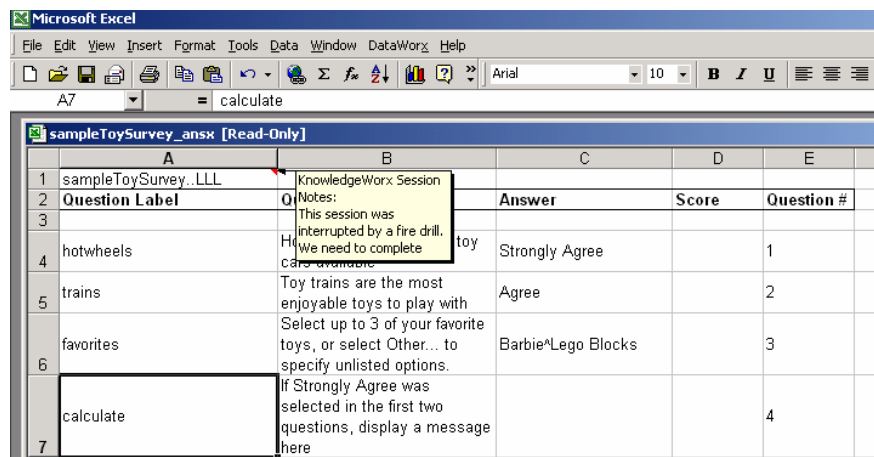 Microsoft Excel
File Edit View Insert Format Tools Data Window DataWorx Help
Arial 10 B I U
A7 = calculate
sampleToySurvey_ansx [Read-Only]
A B C D E
1 sampleToySurvey..LLL
2 Question Label Answer Score Question #
KnowledgeWorx Session
Notes:
This session was
interrupted by a fire drill.
We need to complete
3
toy
4 hotwheels Strongly Agree 1
cars available
Toy trains are the most
5 trains enjoyable toys to play with Agree 2
Select up to 3 of your favorite
6 favorites toys, or select Other... to Barbie^Lego Blocks 3
specify unlisted options.
If Strongly Agree was
7 calculate selected in the first two 4
questions, display a message
here